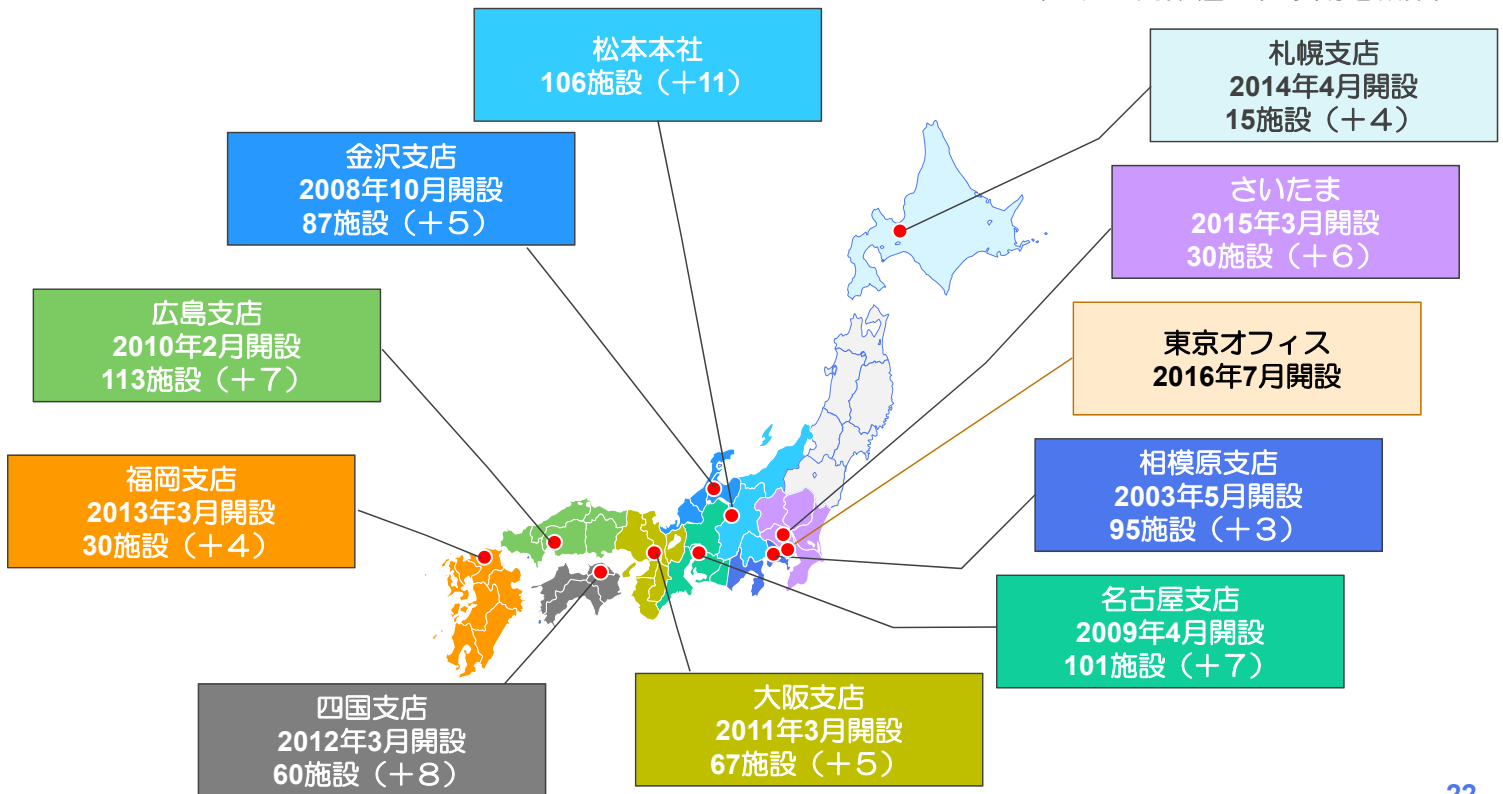 松本本社
106施設（＋11）
札幌支店
2014年4月開設
15施設（＋4）
金沢支店
2008年10月開設
87施設（＋5）
さいたま
2015年3月開設
30施設（＋6）
広島支店
2010年2月開設
113施設（＋7）
東京オフィス
2016年7月開設
福岡支店
2013年3月開設
30施設（＋4）
相模原支店
2003年5月開設
95施設（＋3）
名古屋支店
2009年4月開設
101施設（＋7）
四国支店
2012年3月開設
60施設（＋8）
大阪支店
2011年3月開設
67施設（＋5）
22